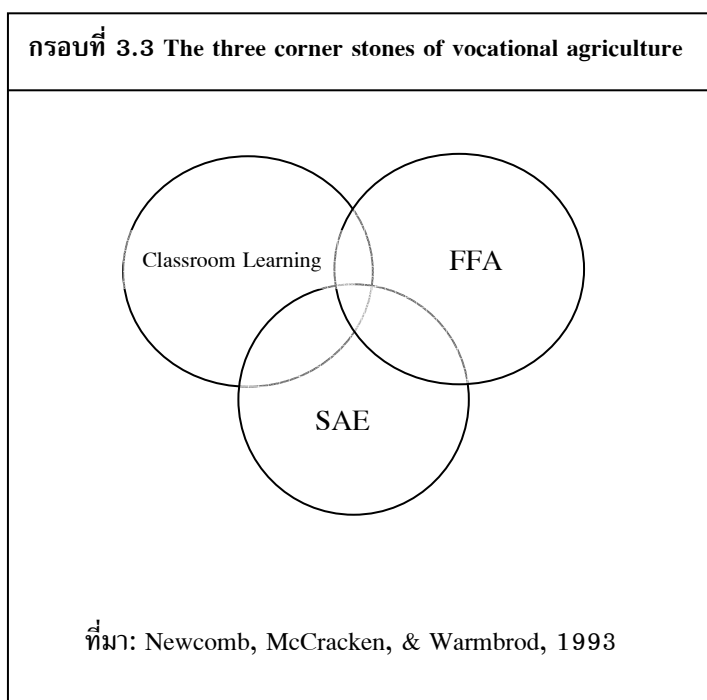 กรอบที่ 3.3 The three corner stones of vocational agriculture
Classroom Learning
FFA
SAE
ที่มา: Newcomb, McCracken, & Warmbrod, 1993